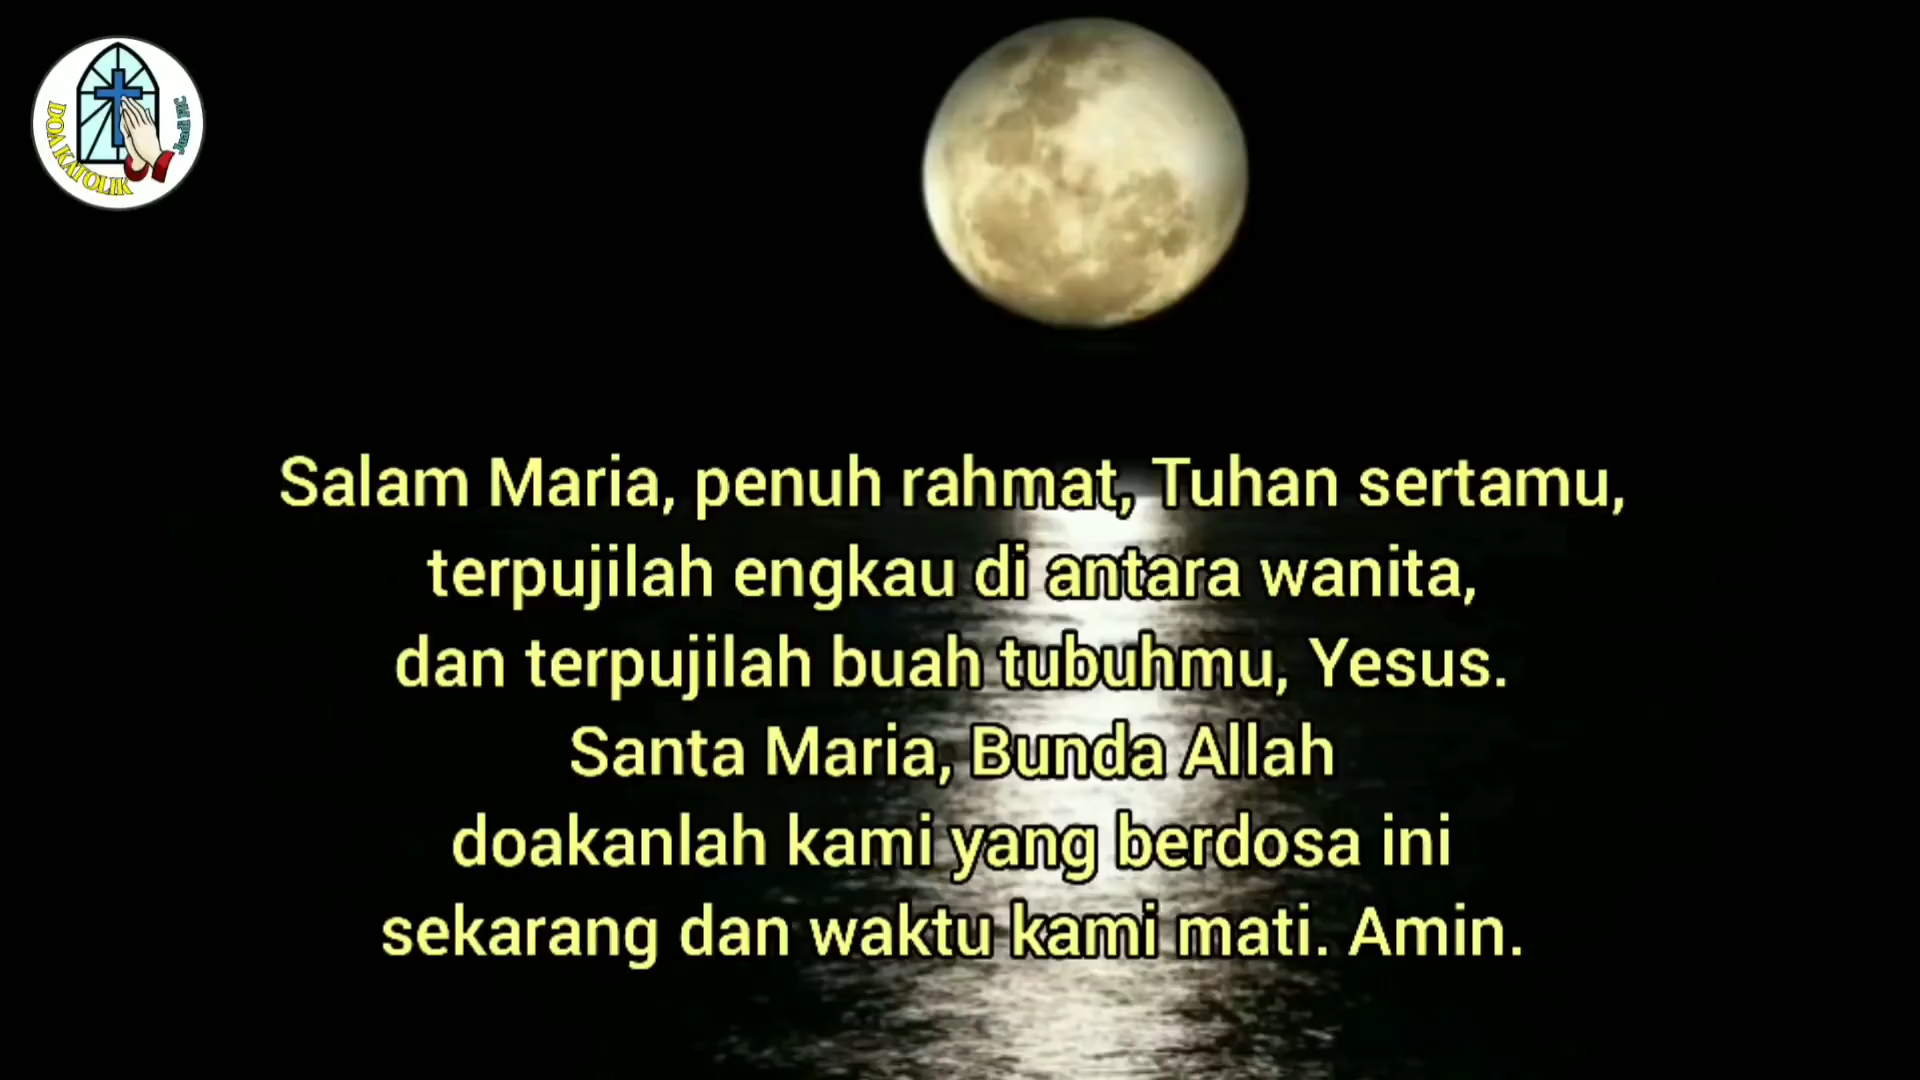 DOA KATOLIK
Salam Maria, penuh rahmat, Tuhan sertamu,
terpujilah engkau di antara wanita,
dan terpujilah buah tubuhmu, Yesus.
Santa Maria, Bunda Allah
doakanlah kami yang berdosa ini
sekarang dan waktu kami mati. Amin.